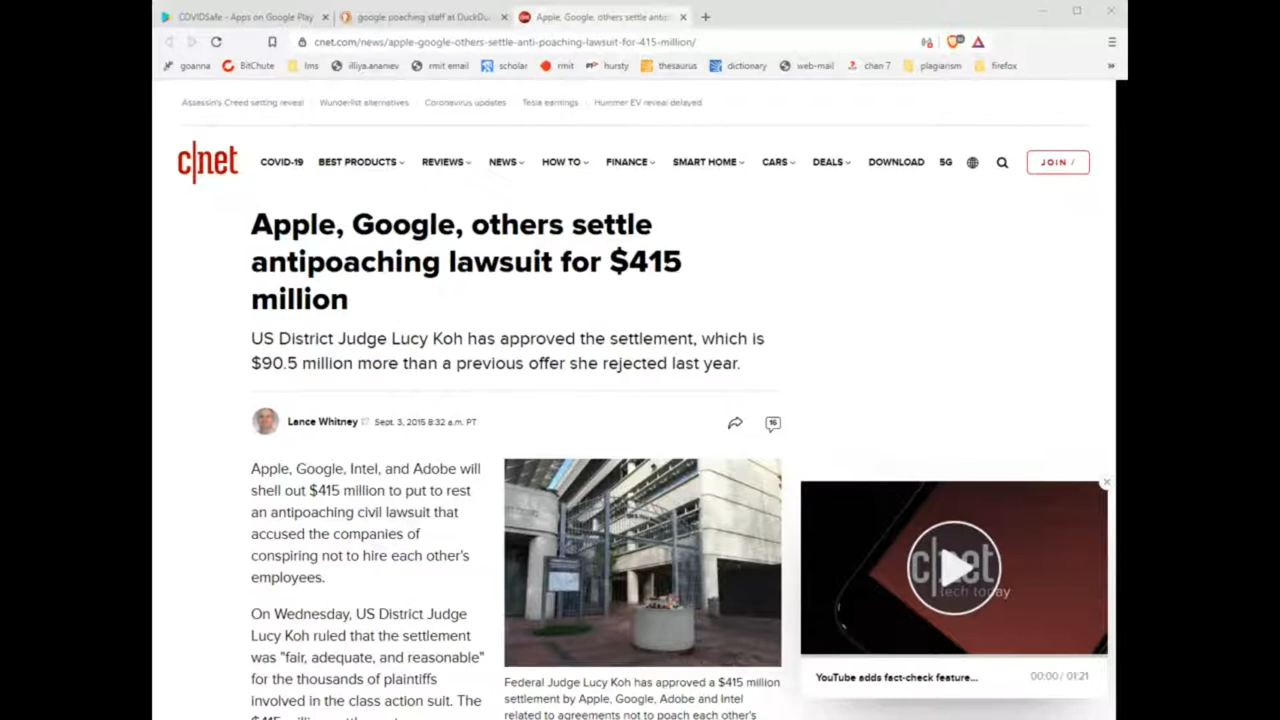 COVIDSafe - Apps on Google Play
google poaching staff at DuckDu
Apple, Google, others settle antip
cnet.com/news/apple-google-others-settle-anti-poaching-lawsuit-for-415-million/
goanna BitChute lms illiya.ananiev rmit email scholar rmit hursty thesaurus dictionary web-mail chan 7 plagiarism firefox
Assassin's Creed setting reveal Wunderlist alternatives Coronavirus updates Tesla earnings Hummer EV reveal delayed
c|net
COVID-19 BEST PRODUCTS REVIEWS NEWS HOW TO FINANCE SMART HOME CARS DEALS DOWNLOAD 5G JOIN /
Apple, Google, others settle
antipoaching lawsuit for $415
million
US District Judge Lucy Koh has approved the settlement, which is
$90.5 million more than a previous offer she rejected last year.
Lance Whitney Sept. 3, 2015 8:32 a.m. PT
16
Apple, Google, Intel, and Adobe will
shell out $415 million to put to rest
an antipoaching civil lawsuit that
accused the companies of
conspiring not to hire each other's
employees.
On Wednesday, US District Judge
Lucy Koh ruled that the settlement
was "fair, adequate, and reasonable"
for the thousands of plaintiffs
involved in the class action suit. The
Federal Judge Lucy Koh has approved a $415 million
settlement by Apple, Google, Adobe and Intel
related to agreements not to poach each other's
c|net
tech today
YouTube adds fact-check feature...
00:00 / 01:21